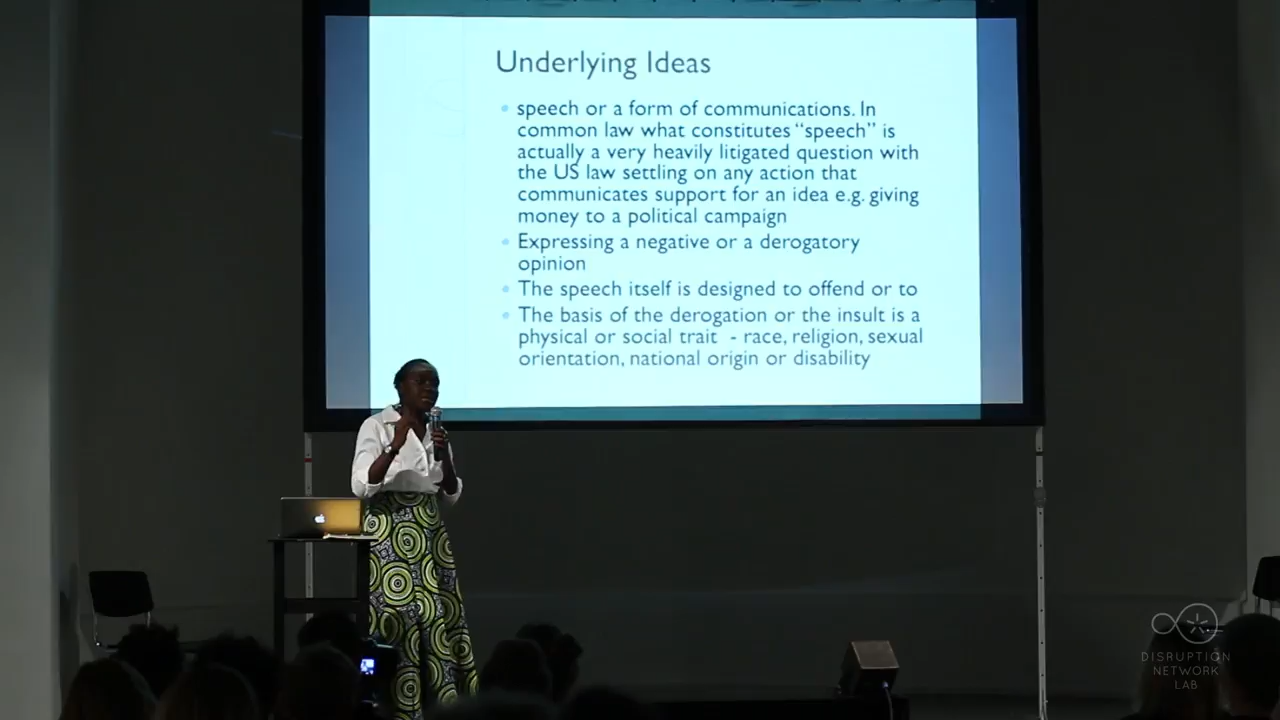 Underlying Ideas
• speech or a form of communications. In
common law what constitutes “speech” is
actually a very heavily litigated question with
the US law settling on any action that
communicates support for an idea e.g. giving
money to a political campaign
• Expressing a negative or a derogatory
opinion
• The speech itself is designed to offend or to
• The basis of the derogation or the insult is a
physical or social trait - race, religion, sexual
orientation, national origin or disability
DISRUPTION
NETWORK
LAB